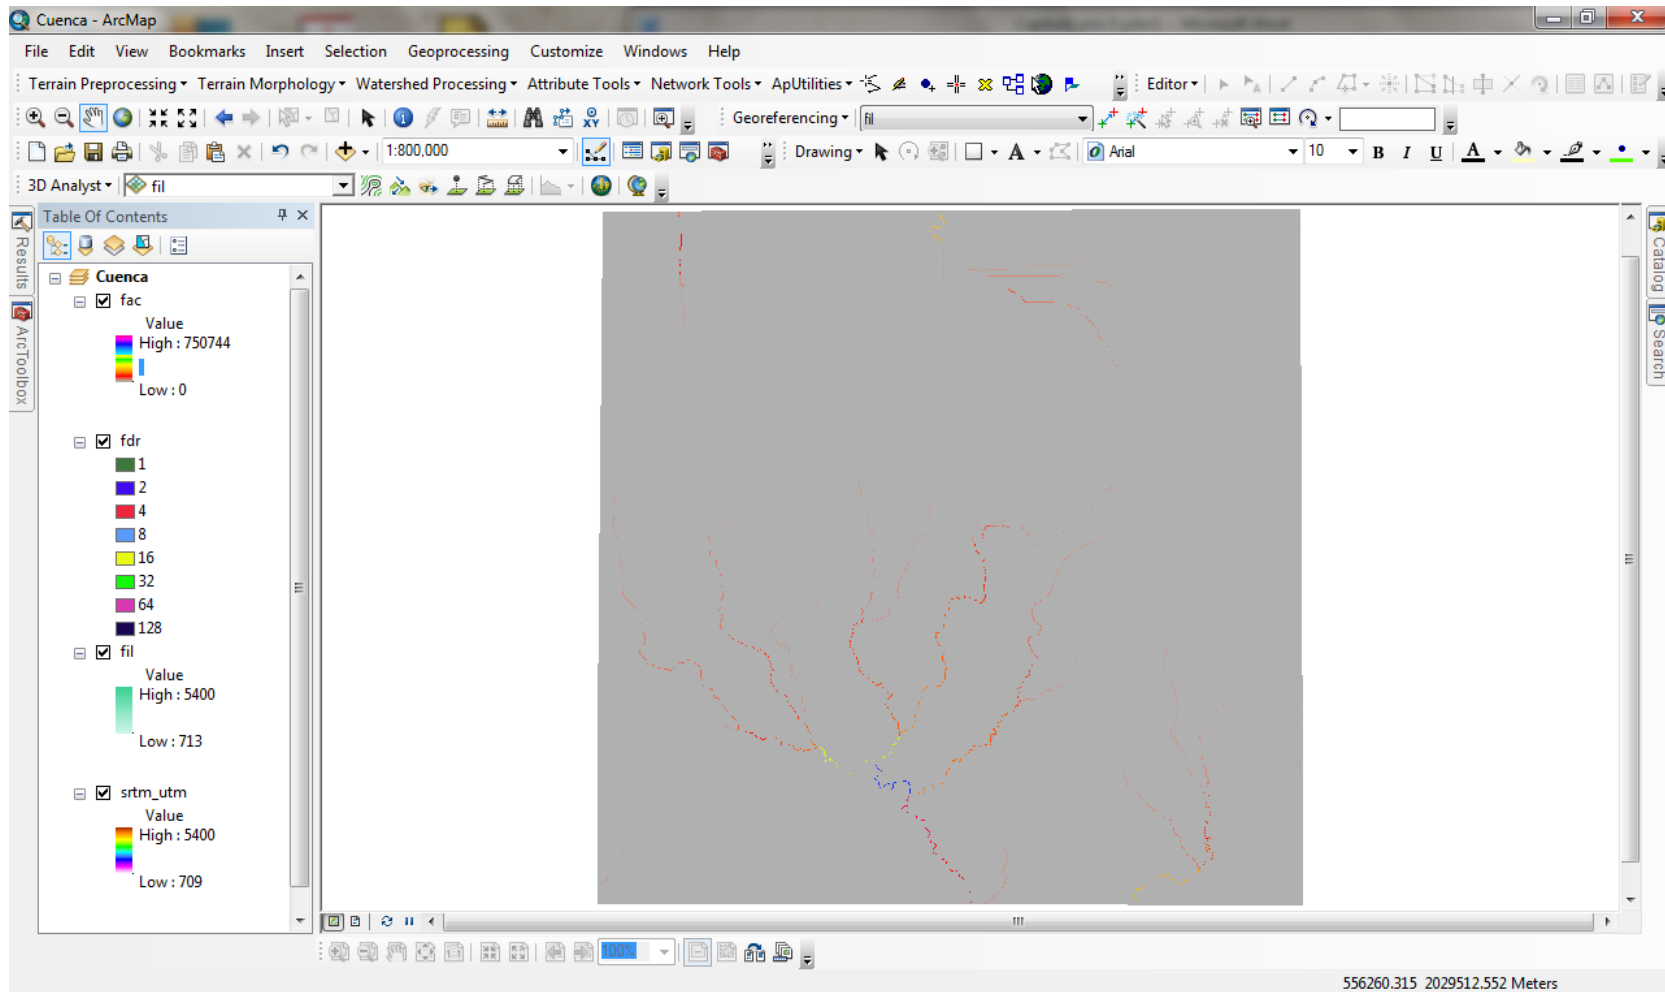 Cuenca - ArcMap
File Edit View Bookmarks Insert Selection Geoprocessing Customize Windows Help
Terrain Preprocessing Terrain Morphology Watershed Processing Attribute Tools Network Tools ApUtilities Editor
Georeferencing fil
1:800,000 Drawing A Arial 10 B I U A
3D Analyst fil
Table Of Contents
Results
ArcToolbox
Cuenca
fac
Value
High : 750744
Low : 0
fdr
1
2
4
8
16
32
64
128
fil
Value
High : 5400
Low : 713
srtm_utm
Value
High : 5400
Low : 709
Catalog
Search
100%
556260.315 2029512.552 Meters